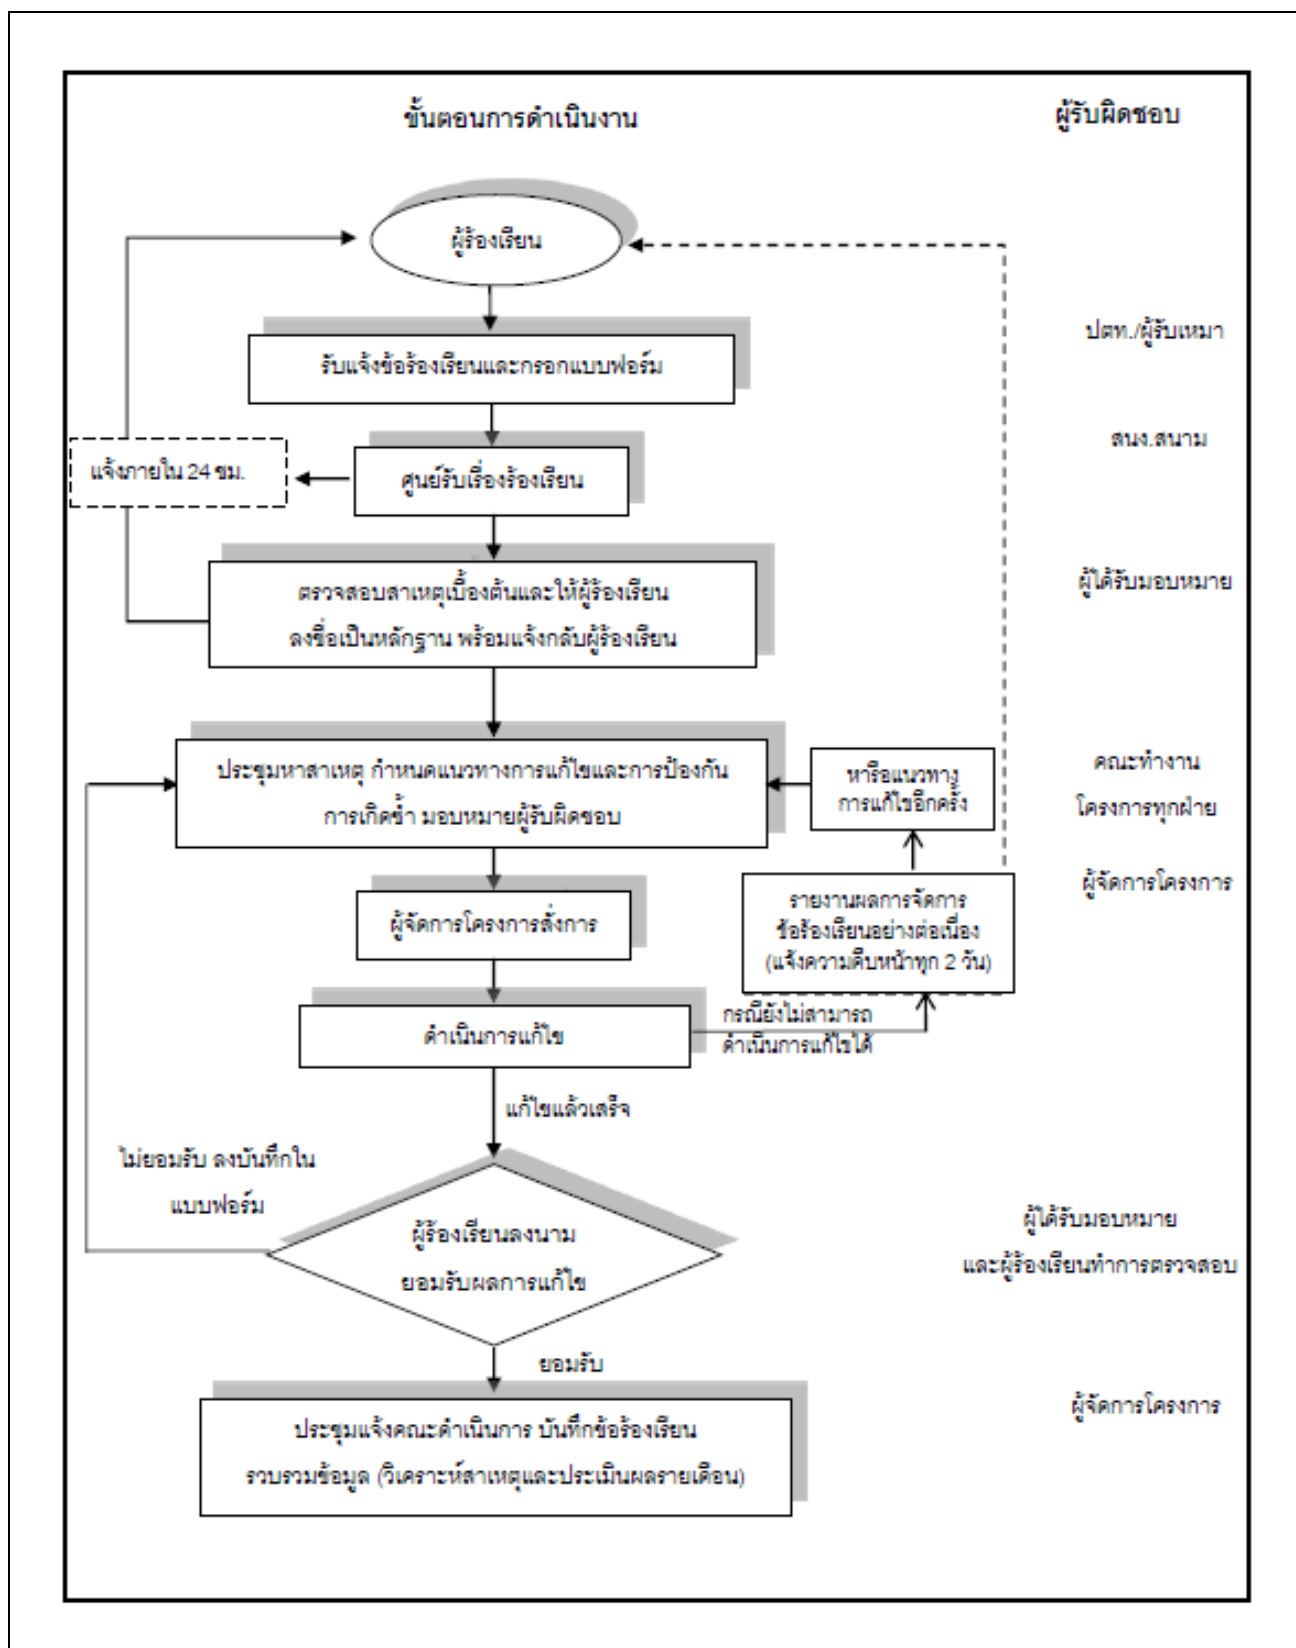 ขั้นตอนการดำเนินงาน
ผู้รับผิดชอบ
ผู้ร้องเรียน
ปตท./ผู้รับเหมา
รับแจ้งข้อร้องเรียนและกรอกแบบฟอร์ม
สนง.สนาม
แจ้งภายใน 24 ชม.
ศูนย์รับเรื่องร้องเรียน
ผู้ได้รับมอบหมาย
ตรวจสอบสาเหตุเบื้องต้นและให้ผู้ร้องเรียน
ลงชื่อเป็นหลักฐาน พร้อมแจ้งกลับผู้ร้องเรียน
ประชุมหาสาเหตุ กำหนดแนวทางการแก้ไขและการป้องกัน
การเกิดซ้ำ มอบหมายผู้รับผิดชอบ
หารือแนวทาง
การแก้ไขอีกครั้ง
คณะทำงาน
โครงการทุกฝ่าย
ผู้จัดการโครงการ
ผู้จัดการโครงการสั่งการ
รายงานผลการจัดการ
ข้อร้องเรียนอย่างต่อเนื่อง
(แจ้งความคืบหน้าทุก 2 วัน)
ดำเนินการแก้ไข
กรณียังไม่สามารถ
ดำเนินการแก้ไขได้
แก้ไขแล้วเสร็จ
ไม่ยอมรับ ลงบันทึกใน
แบบฟอร์ม
ผู้ร้องเรียนลงนาม
ยอมรับผลการแก้ไข
ผู้ได้รับมอบหมาย
และผู้ร้องเรียนทำการตรวจสอบ
ยอมรับ
ผู้จัดการโครงการ
ประชุมแจ้งคณะดำเนินการ บันทึกข้อร้องเรียน
รวบรวมข้อมูล (วิเคราะห์สาเหตุและประเมินผลรายเดือน)